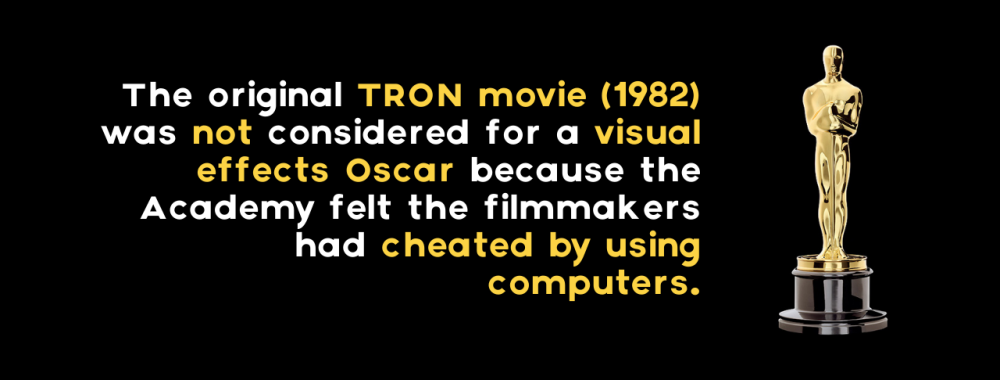 The original TRON movie (1982)
was not considered for a visual
effects Oscar because the
Academy felt the filmmakers
had cheated by using
computers.